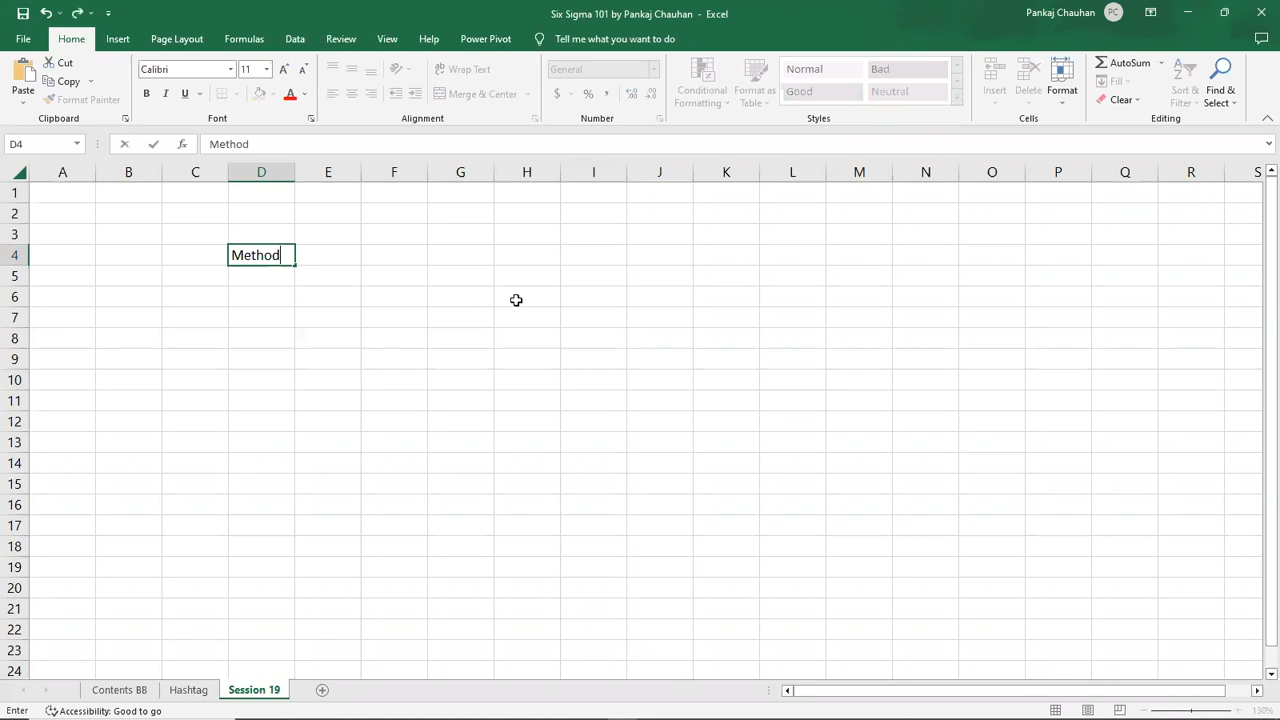 Six Sigma 101 by Pankaj Chauhan - Excel
Pankaj Chauhan PC
File Home Insert Page Layout Formulas Data Review View Help Power Pivot Tell me what you want to do
Paste Cut Copy Format Painter
Calibri 11
B I U A
Wrap Text
Merge & Center
General
$ % ,
Conditional Formatting Format as Table
Normal Bad
Good Neutral
Insert Delete Format
AutoSum
Fill
Clear
Sort & Filter Find & Select
Clipboard Font Alignment Number Styles Cells Editing
D4 fx Method
A B C D E F G H I J K L M N O P Q R S
1
2
3
4 Method
5
6
7
8
9
10
11
12
13
14
15
16
17
18
19
20
21
22
23
24
Contents BB Hashtag Session 19
Enter Accessibility: Good to go 130%